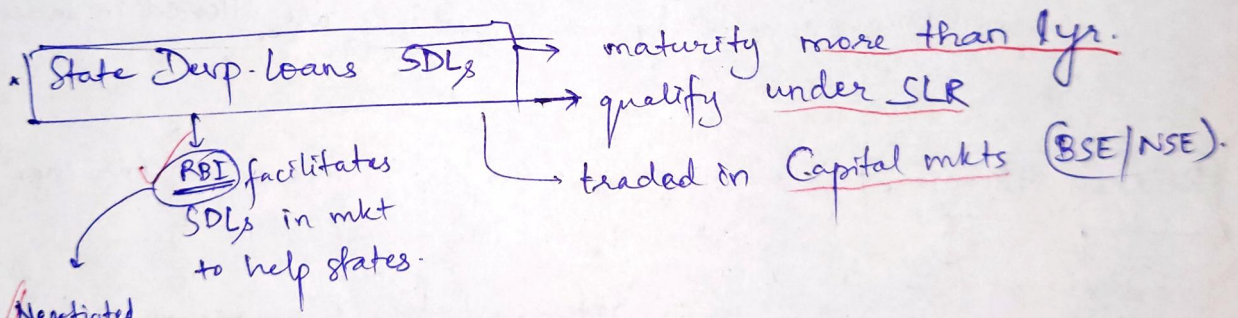 * State Devp. Loans SDLs
→ maturity more than 1yr.
→ qualify under SLR
→ traded in Capital mkts (BSE/NSE).
RBI facilitates
SDLs in mkt
to help states.
Negotiated